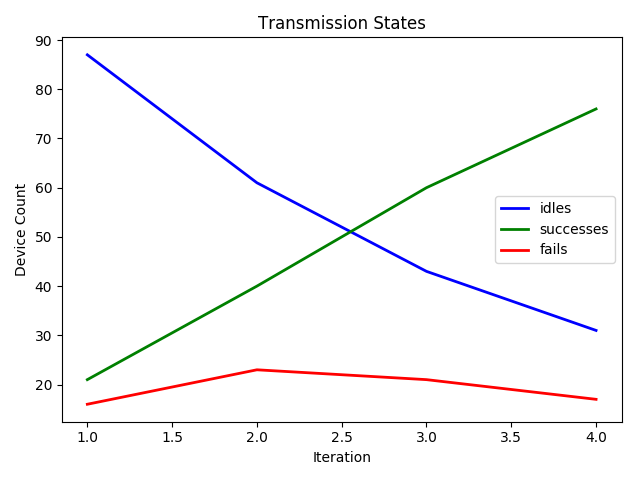 Transmission States
90
80
70
60
50
40
30
20
Device Count
idles
successes
fails
1.0 1.5 2.0 2.5 3.0 3.5 4.0
Iteration